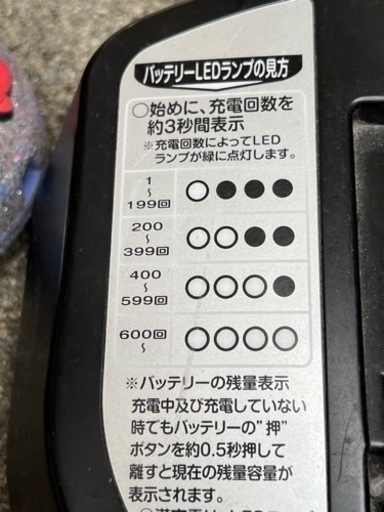 バッテリーLEDランプの見方
○始めに、充電回数を
約3秒間表示
※充電回数によってLED
ランプが緑に点灯します。
1
～
199回
200
～
399回
400
～
599回
600回
～
※バッテリーの残量表示
充電中及び充電していない
時でもバッテリーの"押"
ボタンを約0.5秒押して
離すと現在の残量容量が
表示されます。